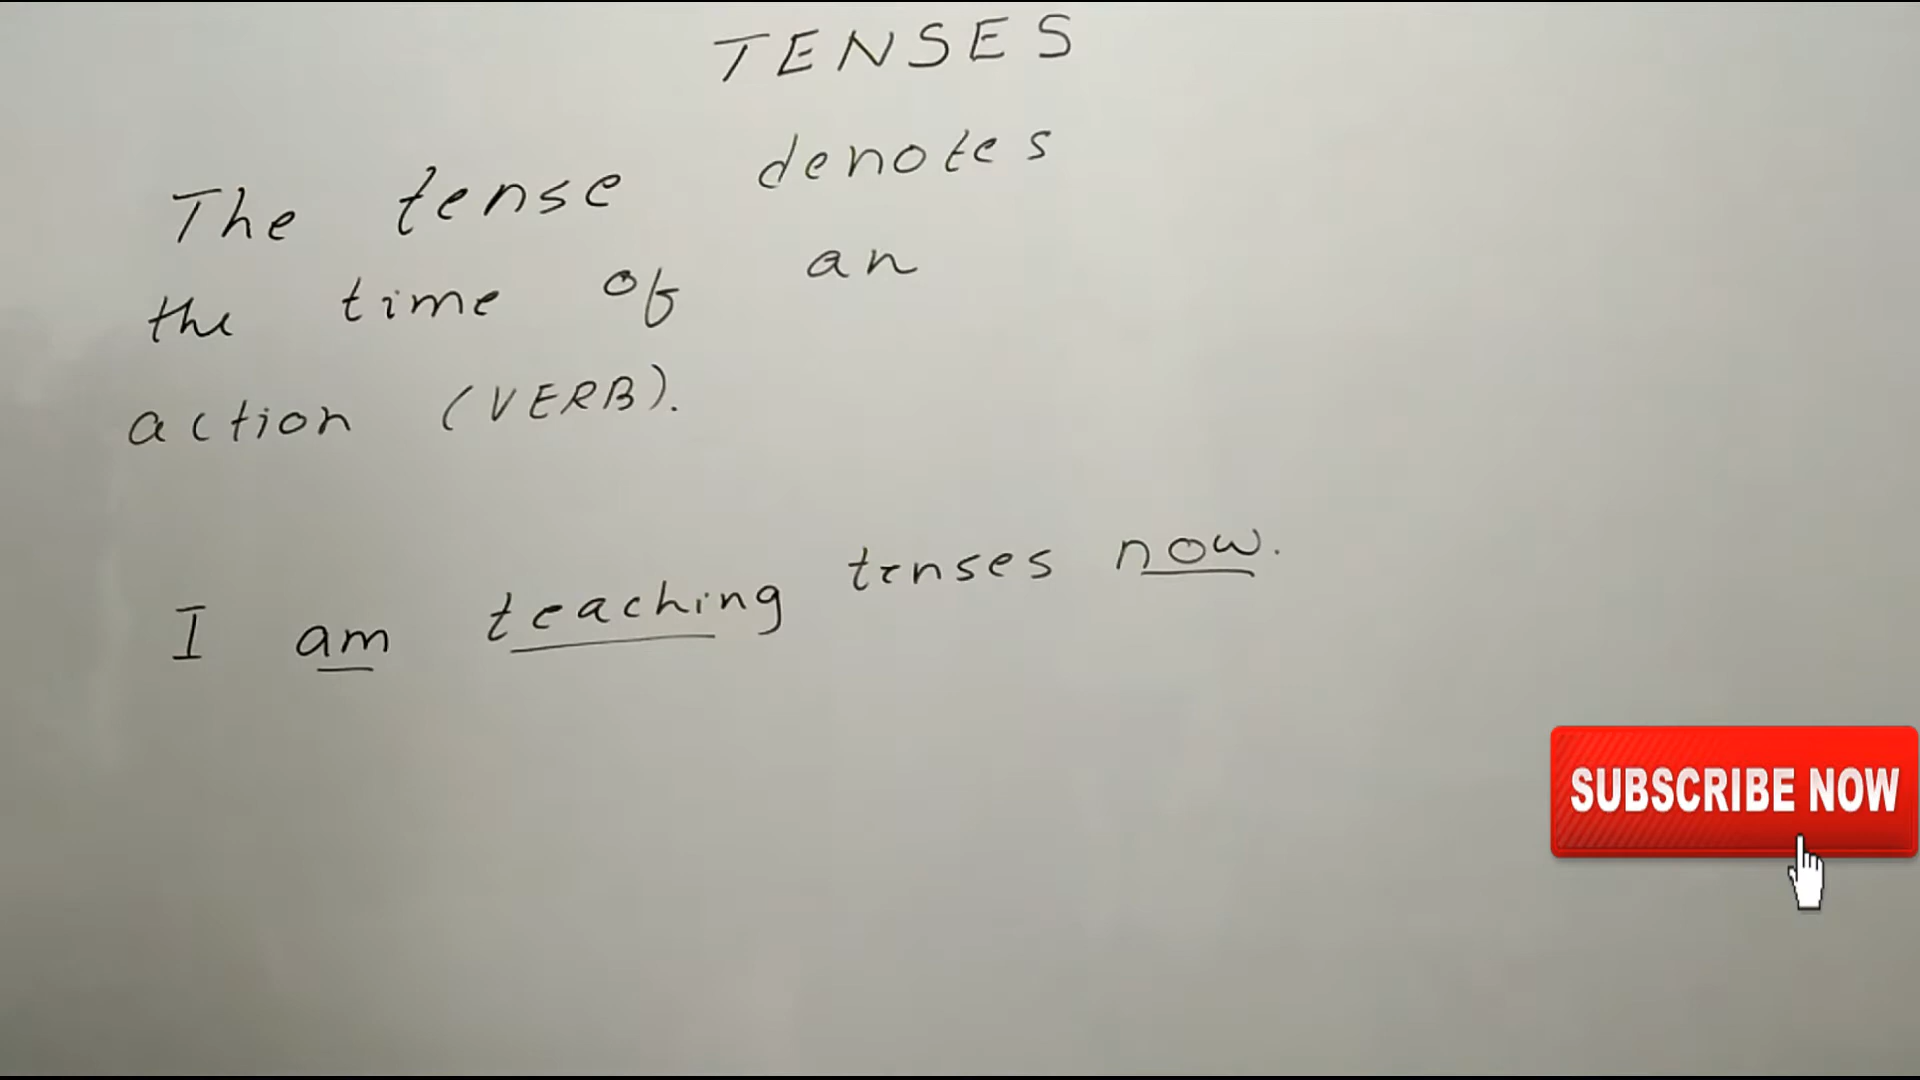 TENSES
The tense denotes
the time of an
action (VERB).
I am teaching tenses now.
SUBSCRIBE NOW